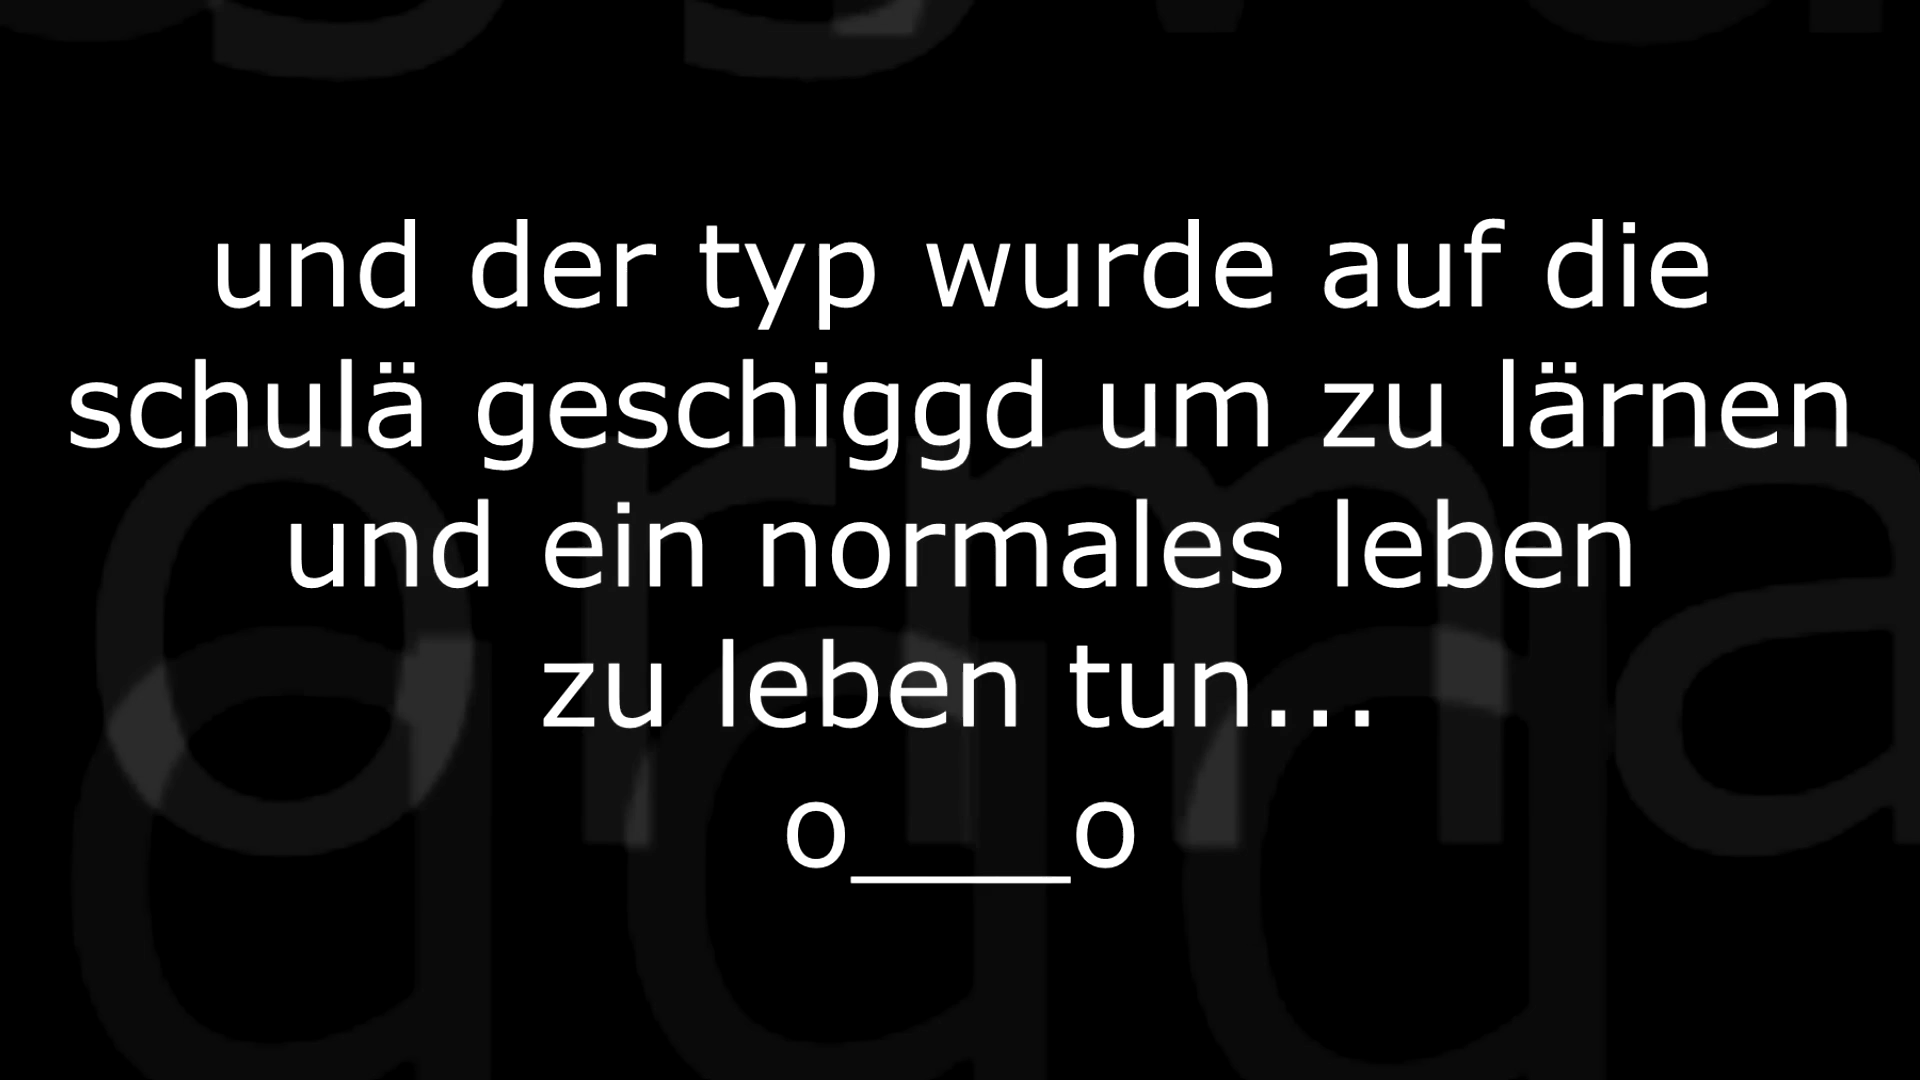 und der typ wurde auf die
schulä geschiggd um zu lärnen
und ein normales leben
zu leben tun...
o___o